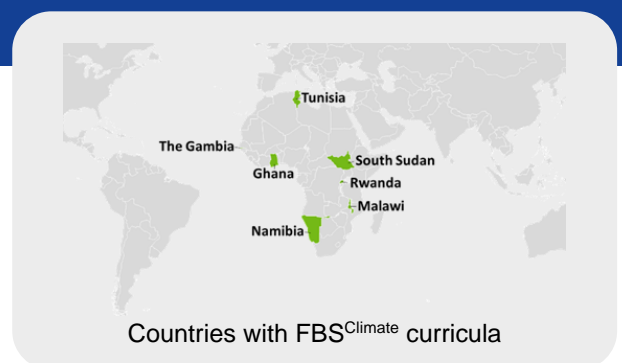 Tunisia
The Gambia
Ghana
South Sudan
Rwanda
Malawi
Namibia
Countries with FBSClimate curricula